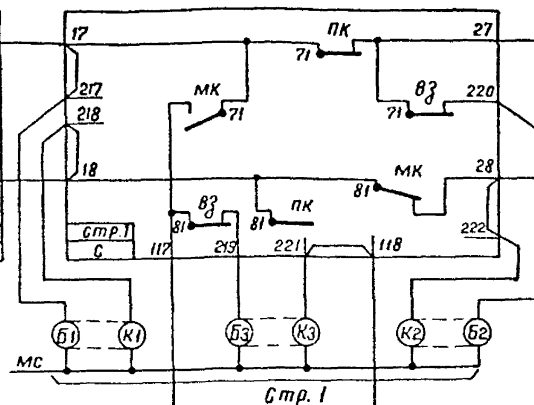 17 ПК 27
71
217 МК ВЗ 220
218 71 71
18 МК 28
81
ВЗ ПК
81 81
стр.1 222
С 117 219 221 118
Б1 К1 Б3 К3 К2 Б2
МС
Стр. 1